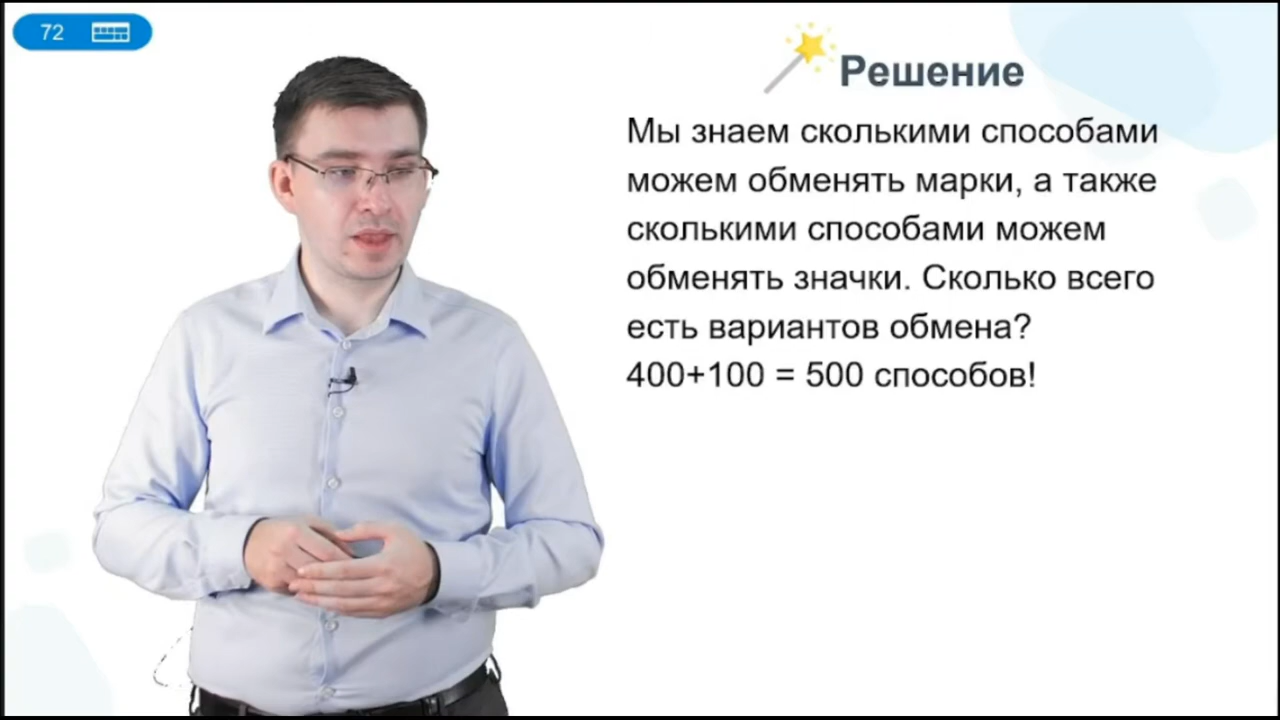 72
Решение
Мы знаем сколькими способами
можем обменять марки, а также
сколькими способами можем
обменять значки. Сколько всего
есть вариантов обмена?
400+100 = 500 способов!